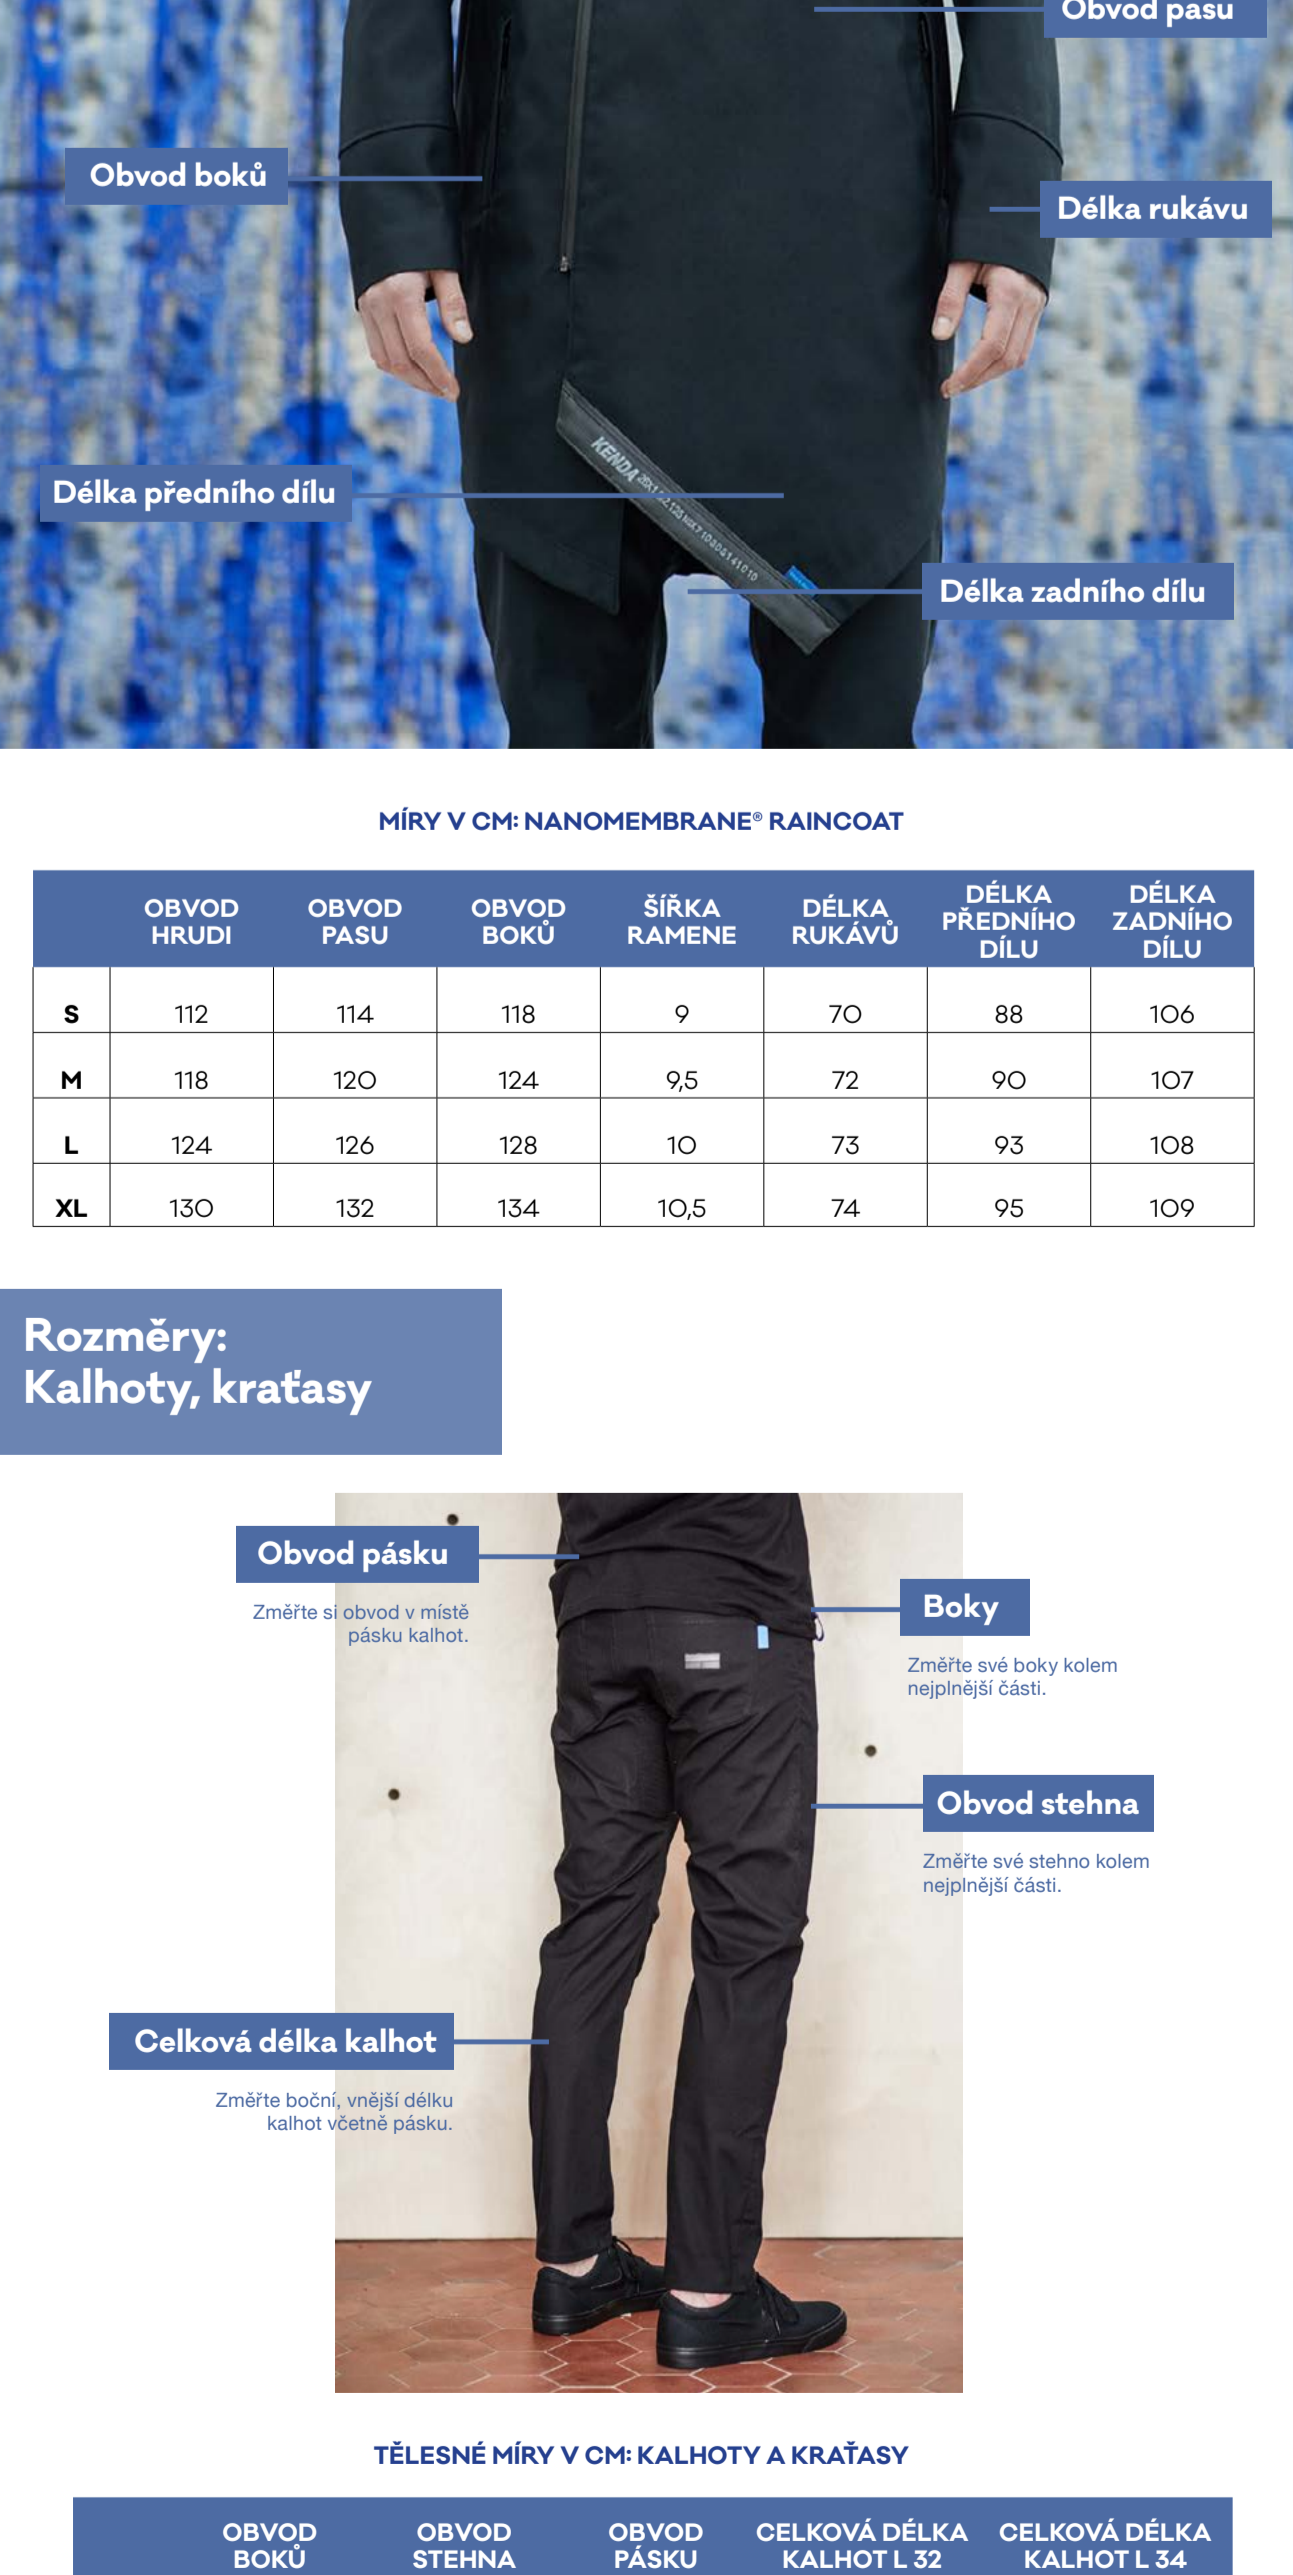 Obvod pasu
Obvod boků
Délka rukávu
KENDA
Délka předního dílu
Délka zadního dílu
MÍRY V CM: NANOMEMBRANE® RAINCOAT
OBVOD HRUDI OBVOD PASU OBVOD BOKŮ ŠÍŘKA RAMENE DÉLKA RUKÁVŮ DÉLKA PŘEDNÍHO DÍLU DÉLKA ZADNÍHO DÍLU
S 112 114 118 9 70 88 106
M 118 120 124 9,5 72 90 107
L 124 126 128 10 73 93 108
XL 130 132 134 10,5 74 95 109
Rozměry:
Kalhoty, kraťasy
Obvod pásku
Změřte si obvod v místě
pásku kalhot.
Boky
Změřte své boky kolem
nejplnější části.
Obvod stehna
Změřte své stehno kolem
nejplnější části.
Celková délka kalhot
Změřte boční, vnější délku
kalhot včetně pásku.
TĚLESNÉ MÍRY V CM: KALHOTY A KRAŤASY
OBVOD BOKŮ OBVOD STEHNA OBVOD PÁSKU CELKOVÁ DÉLKA KALHOT L 32 CELKOVÁ DÉLKA KALHOT L 34